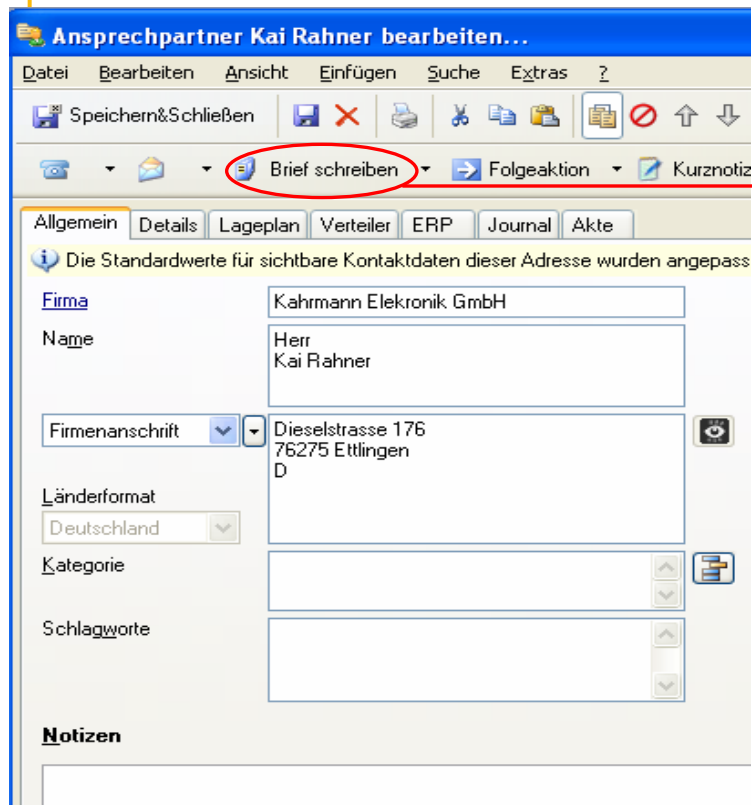 Ansprechpartner Kai Rahner bearbeiten...
Datei Bearbeiten Ansicht Einfügen Suche Extras ?
Speichern&Schließen
Brief schreiben Folgeaktion Kurznotiz
Allgemein Details Lageplan Verteiler ERP Journal Akte
Die Standardwerte für sichtbare Kontaktdaten dieser Adresse wurden angepass
Firma Kahrmann Elekronik GmbH
Name Herr
Kai Rahner
Firmenanschrift Dieselstrasse 176
76275 Ettlingen
D
Länderformat
Deutschland
Kategorie
Schlagworte
Notizen